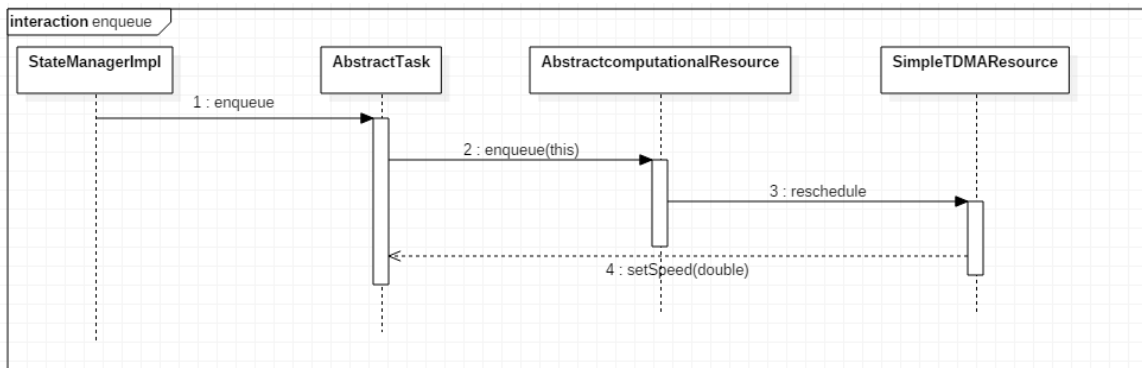 interaction enqueue
StateManagerImpl
AbstractTask
AbstractcomputationalResource
SimpleTDMAResource
1 : enqueue
2 : enqueue(this)
3 : reschedule
4 : setSpeed(double)